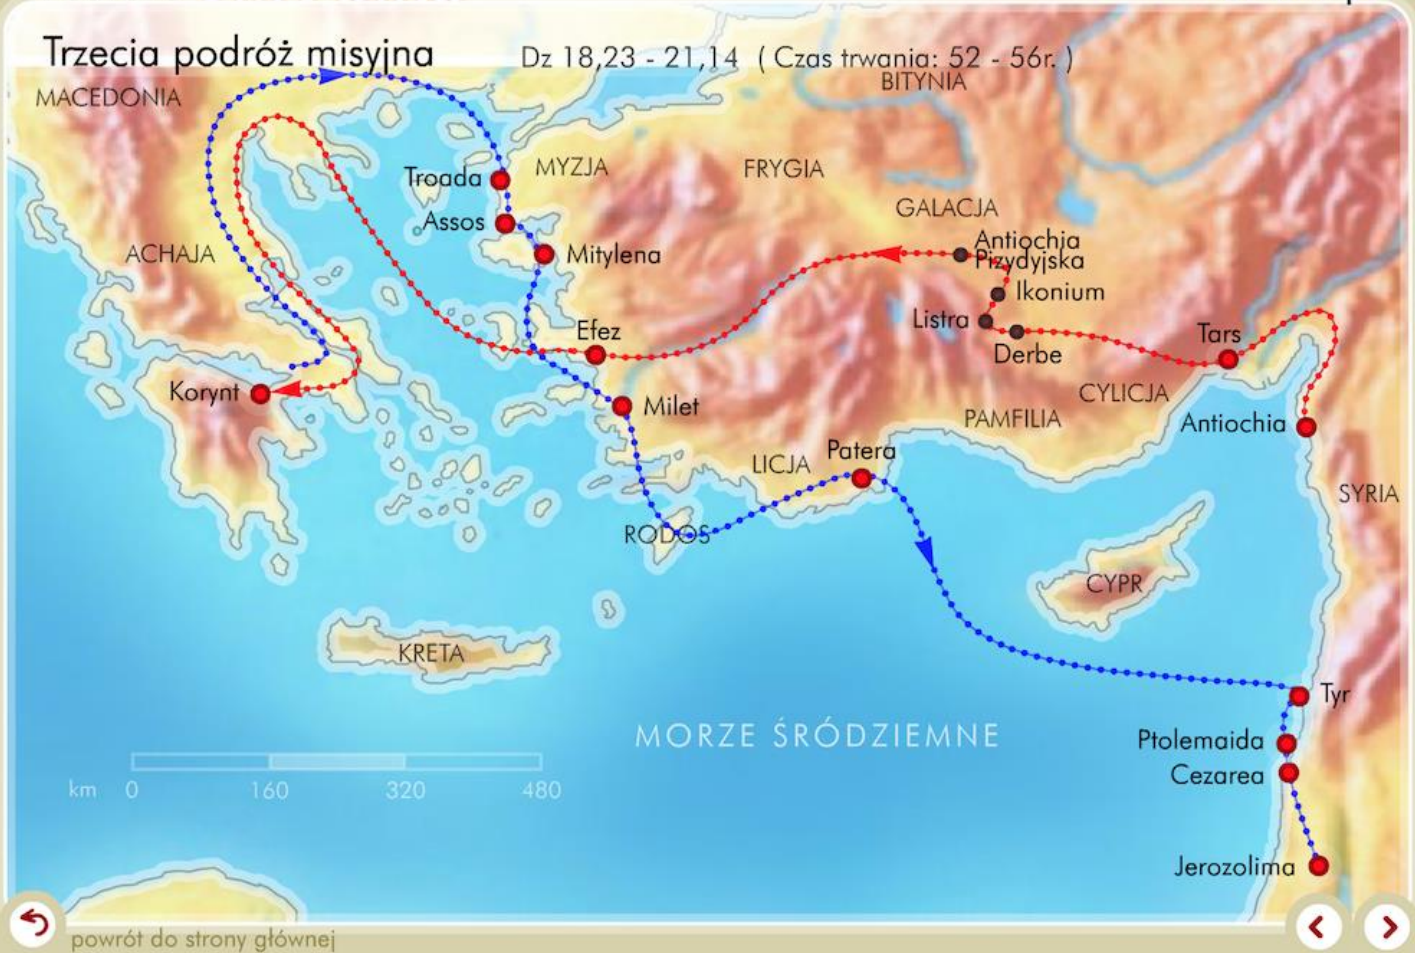 Trzecia podróż misyjna
Dz 18,23 - 21,14 ( Czas trwania: 52 - 56r. )
BITYNIA
MACEDONIA
MYZJA
FRYGIA
Troada
GALACJA
Assos
Antiochia
Pizydyjska
ACHAJA
Mitylena
Ikonium
Listra
Efez
Tars
Derbe
Korynt
CYLICJA
Milet
PAMFILIA
Antiochia
Patera
LICJA
SYRIA
RODOS
CYPR
KRETA
Tyr
MORZE ŚRÓDZIEMNE
Ptolemaida
Cezarea
km 0 160 320 480
Jerozolima
powrót do strony głównej